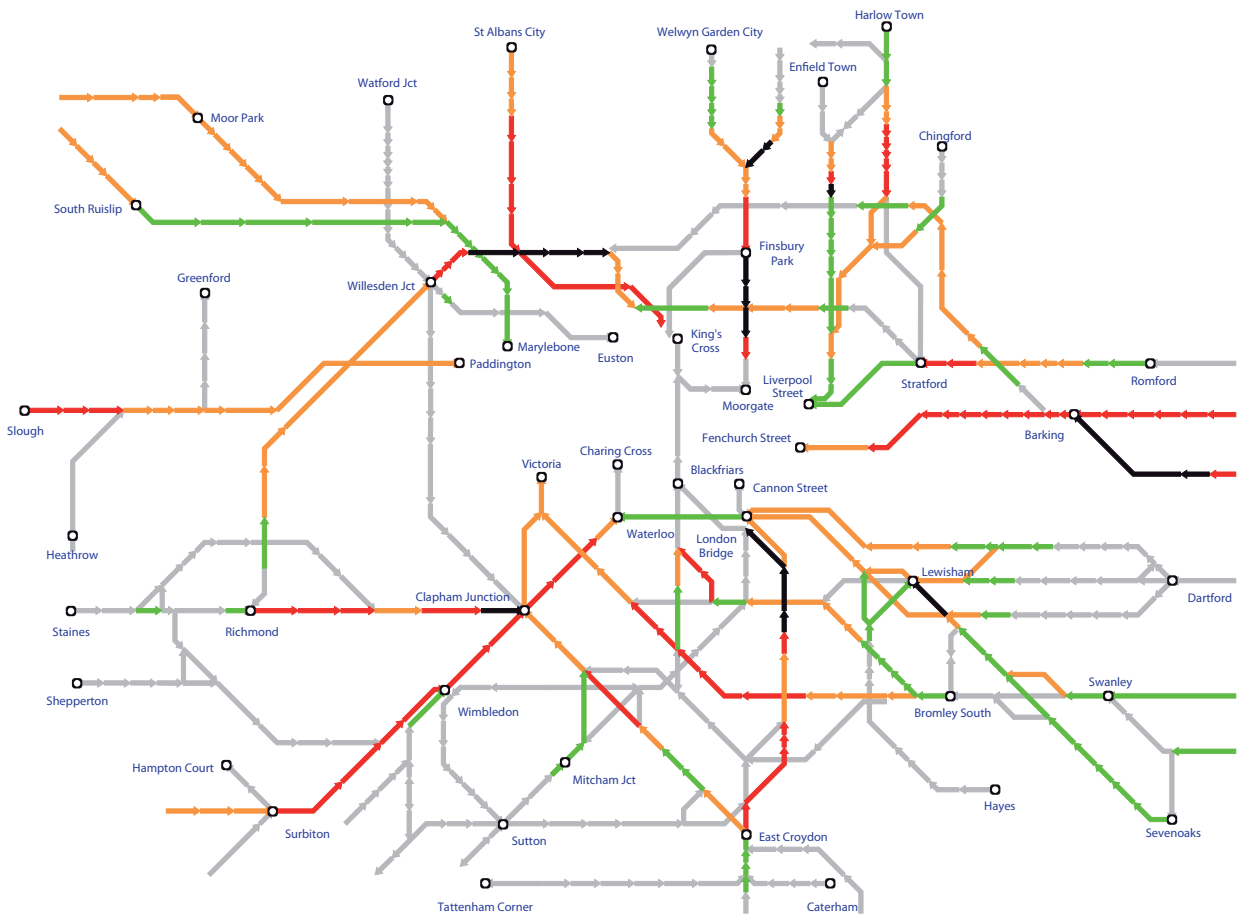 Harlow Town
St Albans City
Welwyn Garden City
Enfield Town
Watford Jct
Moor Park
Chingford
South Ruislip
Finsbury
Park
Greenford
Willesden Jct
King's
Cross
Marylebone
Euston
Paddington
Liverpool
Street
Stratford
Romford
Moorgate
Slough
Barking
Fenchurch Street
Charing Cross
Victoria
Blackfriars
Cannon Street
Waterloo
London
Bridge
Heathrow
Lewisham
Clapham Junction
Dartford
Staines
Richmond
Swanley
Shepperton
Wimbledon
Bromley South
Hampton Court
Mitcham Jct
Hayes
Surbiton
Sutton
East Croydon
Sevenoaks
Tattenham Corner
Caterham